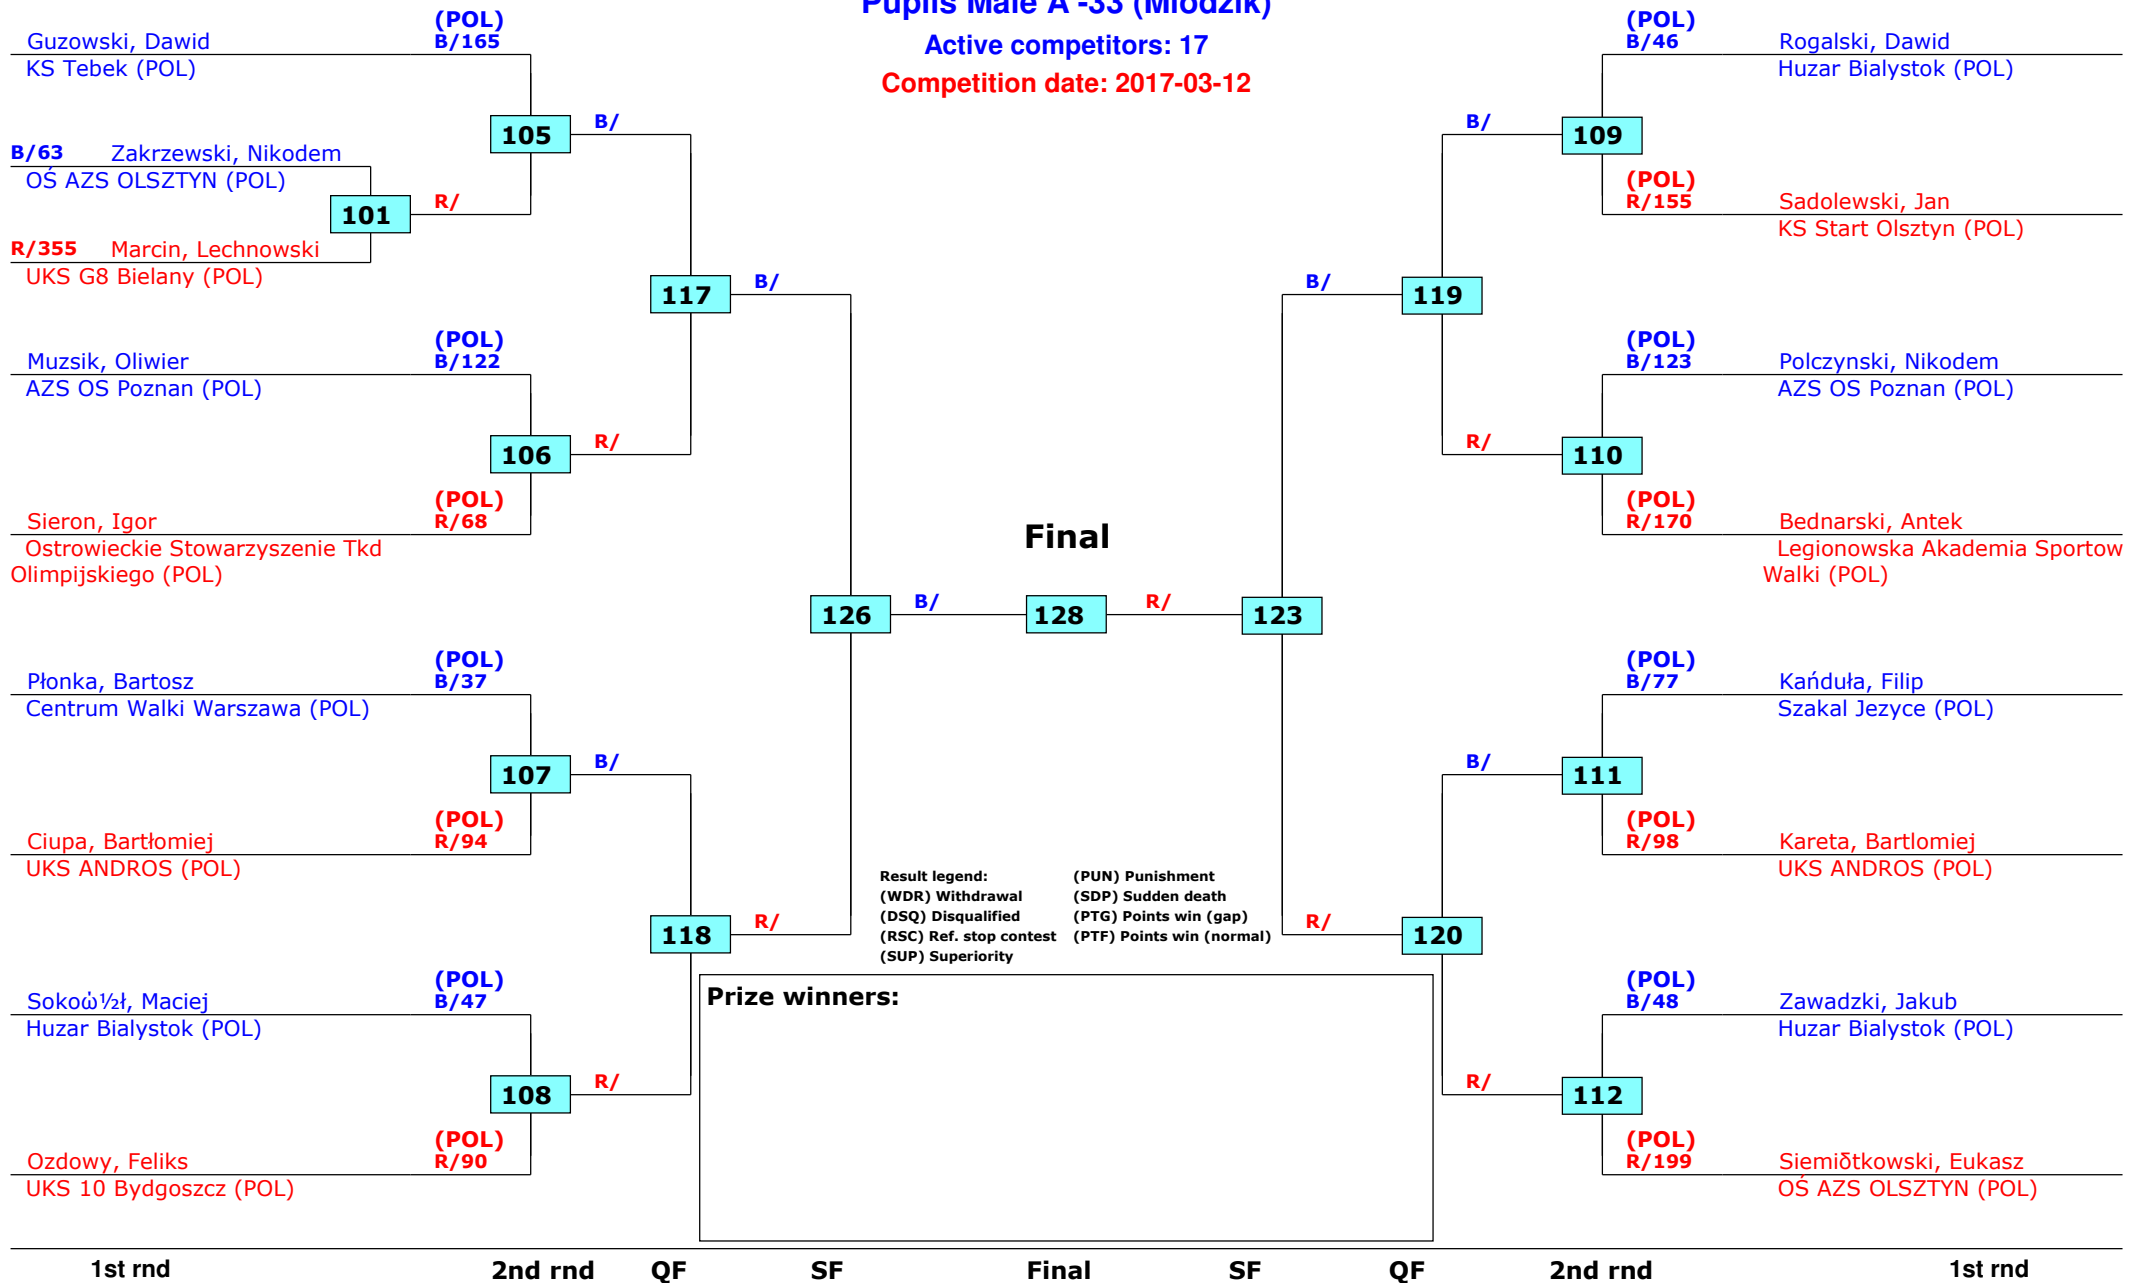 Pupils Male A -33 (Mlodzik)
Active competitors: 17
Competition date: 2017-03-12
(POL)
Guzowski, Dawid B/165
KS Tebek (POL)
105
B/
B/63 Zakrzewski, Nikodem
OŚ AZS OLSZTYN (POL)
101
R/
R/355 Marcin, Lechnowski
UKS G8 Bielany (POL)
117
B/
(POL)
Muzsik, Oliwier B/122
AZS OS Poznan (POL)
106
R/
(POL)
Sieron, Igor R/68
Ostrowieckie Stowarzyszenie Tkd
Olimpijskiego (POL)
126
B/
(POL)
Płonka, Bartosz B/37
Centrum Walki Warszawa (POL)
107
B/
(POL)
Ciupa, Bartłomiej R/94
UKS ANDROS (POL)
118
R/
(POL)
Sokoὠ½ł, Maciej B/47
Huzar Bialystok (POL)
108
R/
(POL)
Ozdowy, Feliks R/90
UKS 10 Bydgoszcz (POL)
Final
128
R/
123
(POL)
B/46 Rogalski, Dawid
Huzar Bialystok (POL)
B/
109
(POL)
R/155 Sadolewski, Jan
KS Start Olsztyn (POL)
B/
119
(POL)
B/123 Polczynski, Nikodem
AZS OS Poznan (POL)
R/
110
(POL)
R/170 Bednarski, Antek
Legionowska Akademia Sportow
Walki (POL)
(POL)
B/77 Kańduła, Filip
Szakal Jezyce (POL)
B/
111
(POL)
R/98 Kareta, Bartlomiej
UKS ANDROS (POL)
R/
120
(POL)
B/48 Zawadzki, Jakub
Huzar Bialystok (POL)
R/
112
(POL)
R/199 Siemiδtkowski, Eukasz
OŚ AZS OLSZTYN (POL)
Result legend: (PUN) Punishment
(WDR) Withdrawal (SDP) Sudden death
(DSQ) Disqualified (PTG) Points win (gap)
(RSC) Ref. stop contest (PTF) Points win (normal)
(SUP) Superiority
Prize winners:
1st rnd 2nd rnd QF SF Final SF QF 2nd rnd 1st rnd